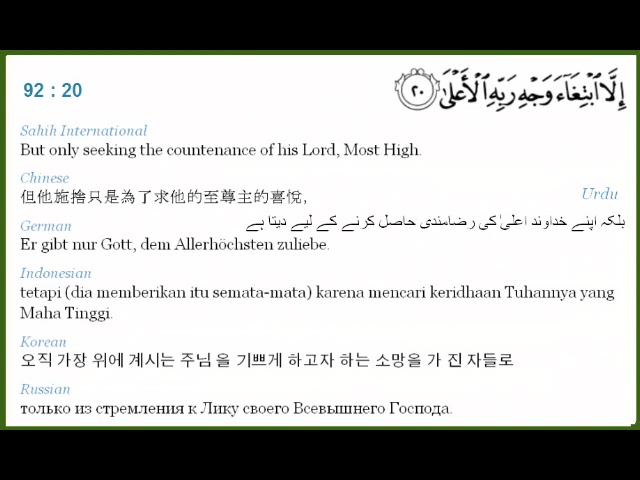 92 : 20
إِلَّا ابْتِغَاءَ وَجْهِ رَبِّهِ الْأَعْلَىٰ ٢٠
Sahih International
But only seeking the countenance of his Lord, Most High.
Chinese
但他施捨只是為了求他的至尊主的喜悅,
Urdu
بلکہ اپنے خداوند اعلیٰ کی رضامندی حاصل کرنے کے لیے دیتا ہے
German
Er gibt nur Gott, dem Allerhöchsten zuliebe.
Indonesian
tetapi (dia memberikan itu semata-mata) karena mencari keridhaan Tuhannya yang
Maha Tinggi.
Korean
오직 가장 위에 계시는 주님 을 기쁘게 하고자 하는 소망을 가 진 자들로
Russian
только из стремления к Лику своего Всевышнего Господа.